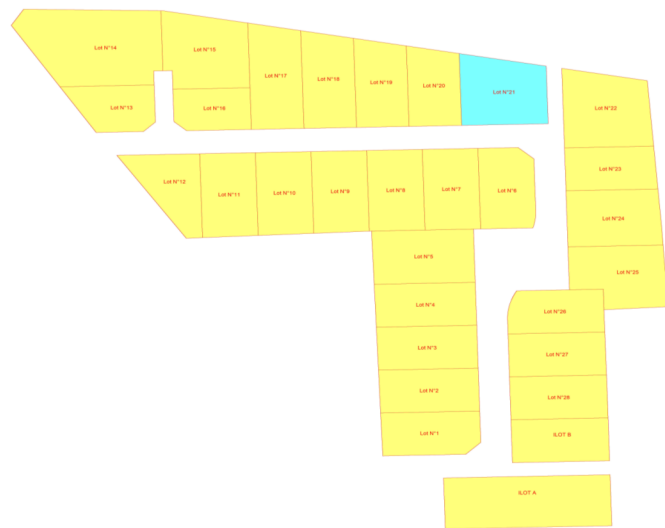 Lot N°14
Lot N°15
Lot N°17
Lot N°18
Lot N°19
Lot N°20
Lot N°21
Lot N°22
Lot N°13
Lot N°16
Lot N°23
Lot N°12
Lot N°11
Lot N°10
Lot N°9
Lot N°8
Lot N°7
Lot N°6
Lot N°24
Lot N°5
Lot N°25
Lot N°4
Lot N°26
Lot N°3
Lot N°27
Lot N°2
Lot N°28
Lot N°1
ILOT B
ILOT A